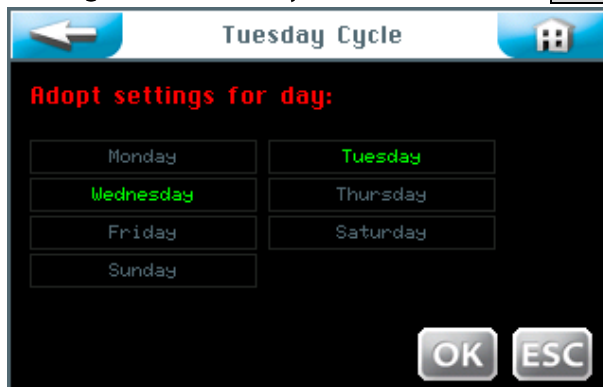 Tuesday Cycle
Adopt settings for day:
Monday Tuesday
Wednesday Thursday
Friday Saturday
Sunday
OK ESC